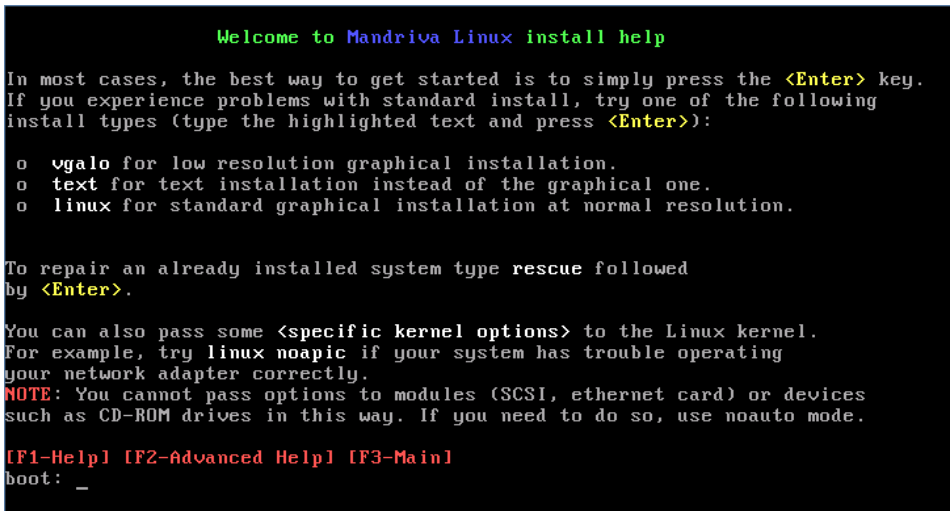 Welcome to Mandriva Linux install help
In most cases, the best way to get started is to simply press the <Enter> key.
If you experience problems with standard install, try one of the following
install types (type the highlighted text and press <Enter>):
o vgalo for low resolution graphical installation.
o text for text installation instead of the graphical one.
o linux for standard graphical installation at normal resolution.
To repair an already installed system type rescue followed
by <Enter>.
You can also pass some <specific kernel options> to the Linux kernel.
For example, try linux noapic if your system has trouble operating
your network adapter correctly.
NOTE: You cannot pass options to modules (SCSI, ethernet card) or devices
such as CD-ROM drives in this way. If you need to do so, use noauto mode.
[F1-Help] [F2-Advanced Help] [F3-Main]
boot: _